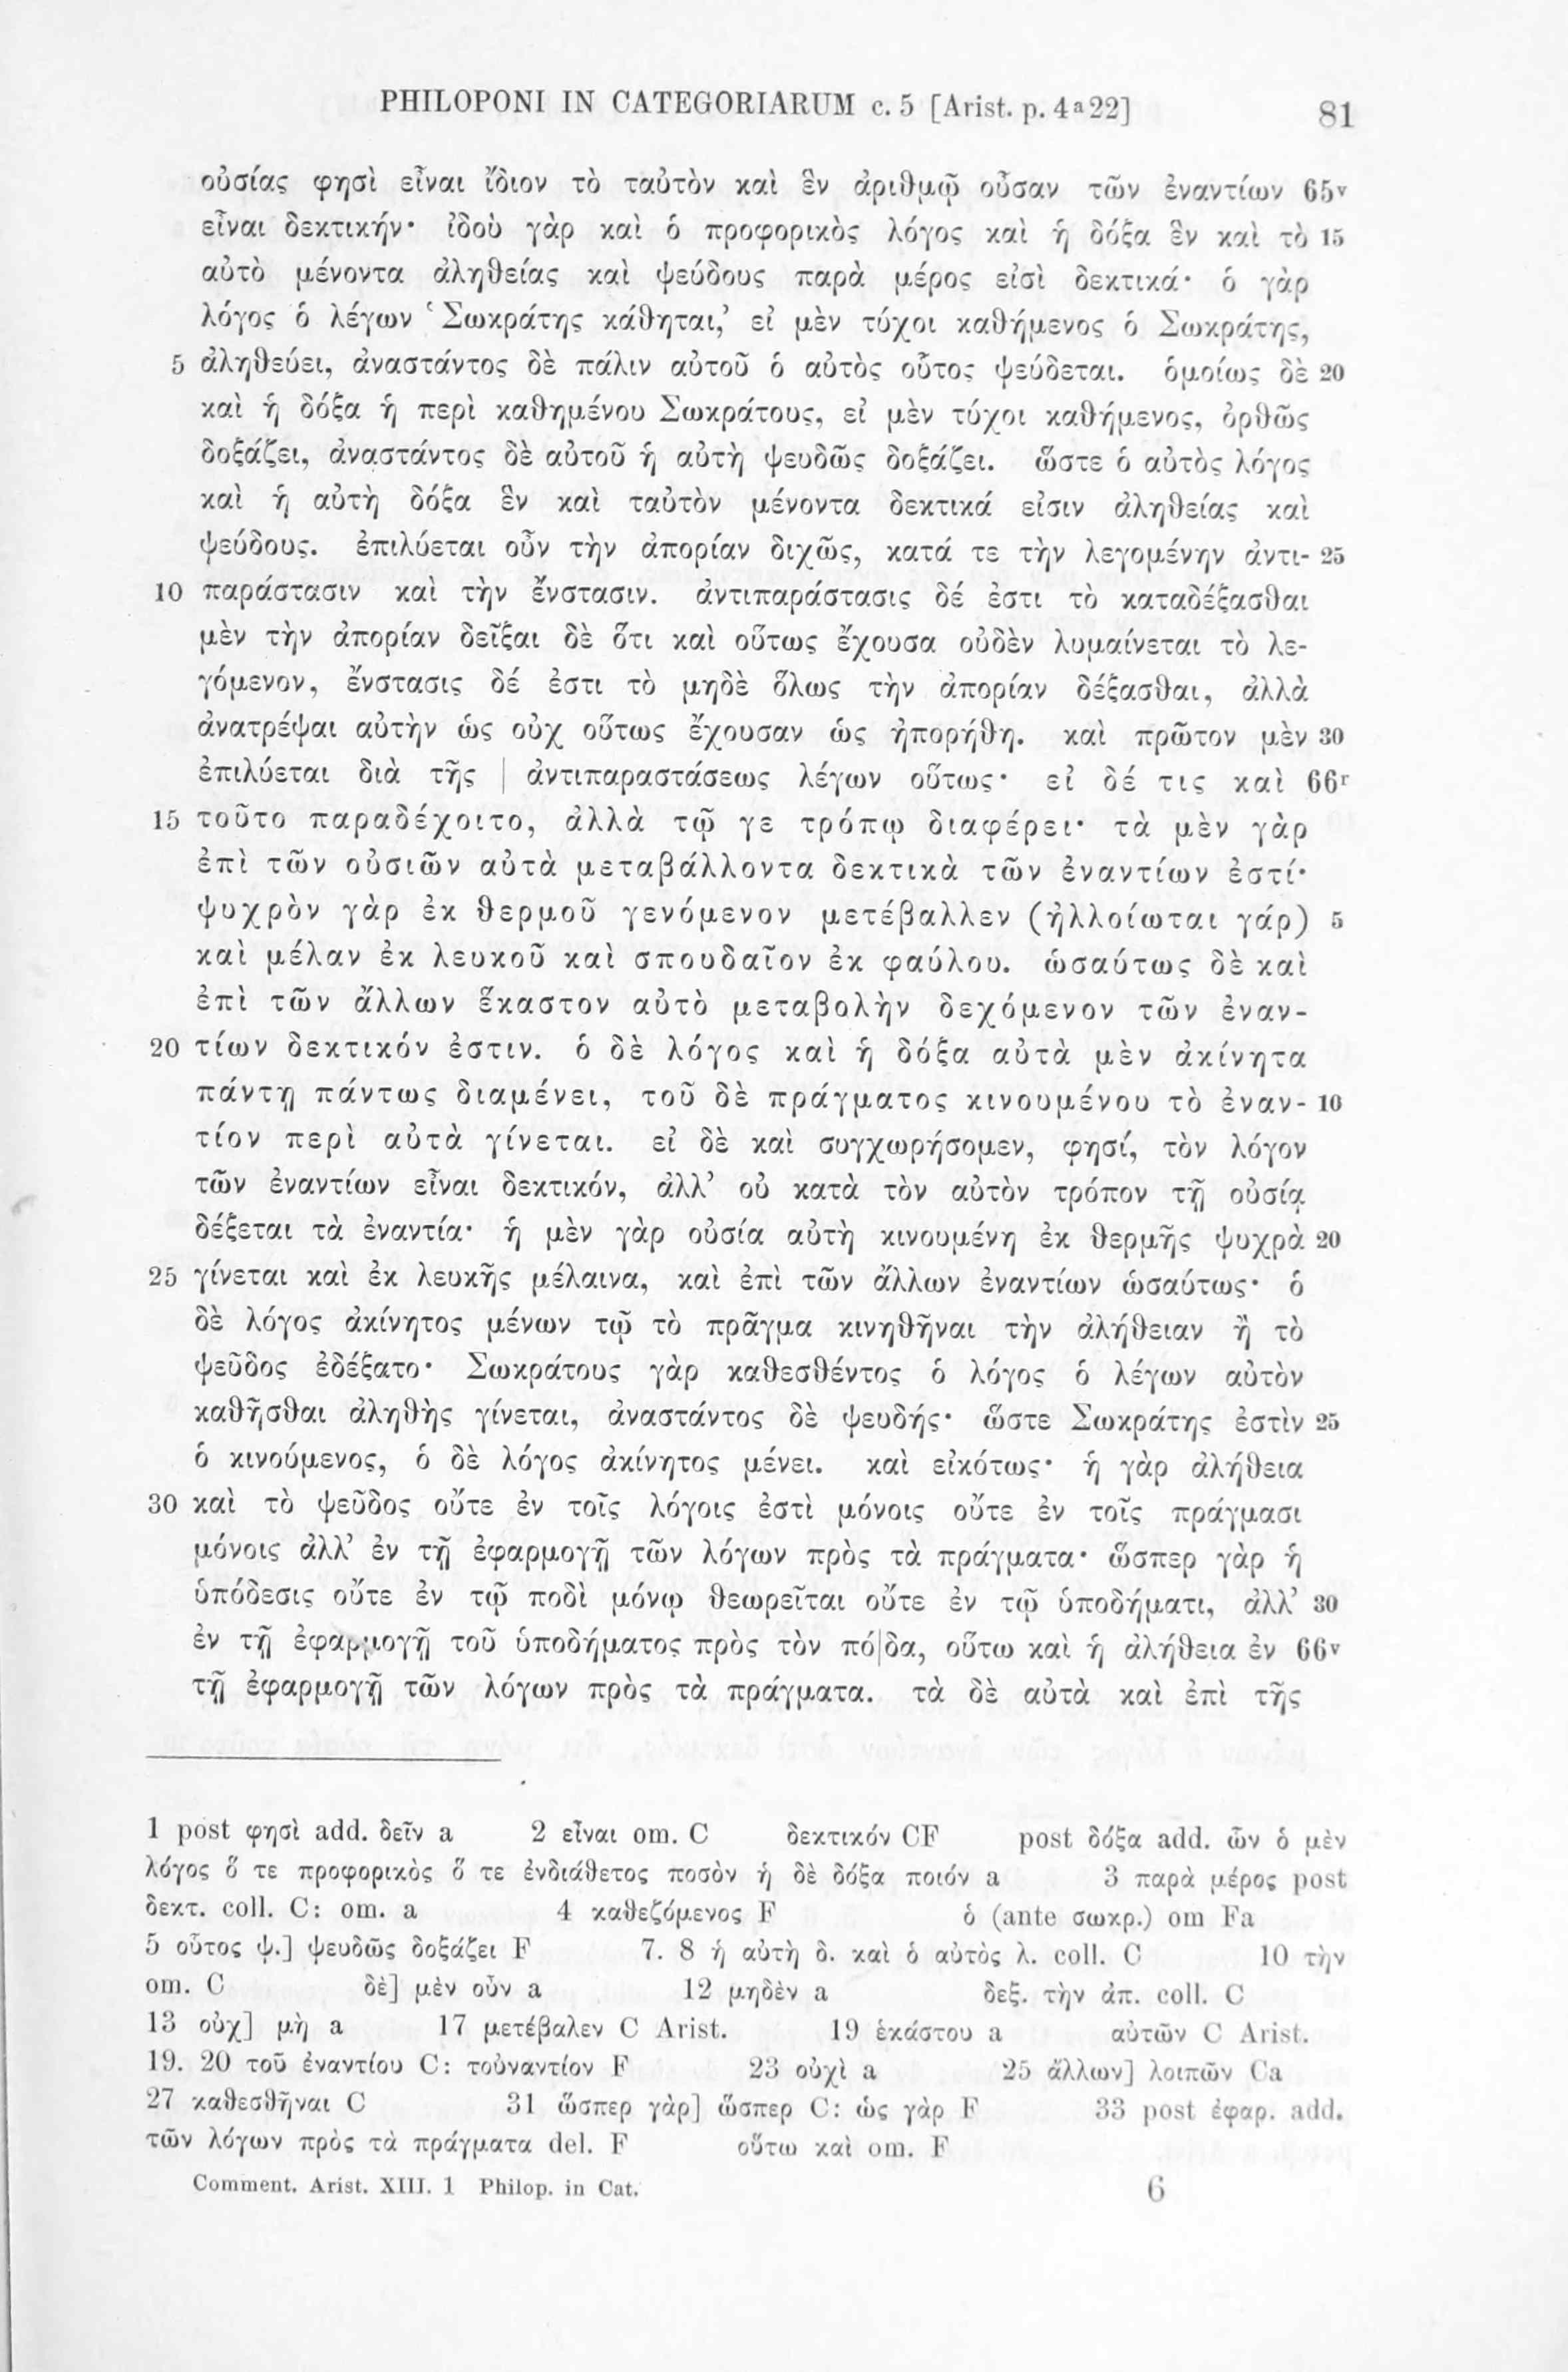 PHILOPONI IN CATEGORIARUM c. 5 [Arist. p. 4ᵃ22] 81
οὐσίας φησὶ εἶναι ἴδιον τὸ ταὐτὸν καὶ ἓν ἀριθμῷ οὖσαν τῶν ἐναντίων 65ᵛ
εἶναι δεκτικήν· ἰδοὺ γὰρ καὶ ὁ προφορικὸς λόγος καὶ ἡ δόξα ἓν καὶ τὸ 15
αὐτὸ μένοντα ἀληθείας καὶ ψεύδους παρὰ μέρος εἰσὶ δεκτικά· ὁ γὰρ
λόγος ὁ λέγων ‘Σωκράτης κάθηται,’ εἰ μὲν τύχοι καθήμενος ὁ Σωκράτης,
5 ἀληθεύει, ἀναστάντος δὲ πάλιν αὐτοῦ ὁ αὐτὸς οὗτος ψεύδεται. ὁμοίως δὲ 20
καὶ ἡ δόξα ἡ περὶ καθημένου Σωκράτους, εἰ μὲν τύχοι καθήμενος, ὀρθῶς
δοξάζει, ἀναστάντος δὲ αὐτοῦ ἡ αὐτὴ ψευδῶς δοξάζει. ὥστε ὁ αὐτὸς λόγος
καὶ ἡ αὐτὴ δόξα ἓν καὶ ταὐτὸν μένοντα δεκτικά εἰσιν ἀληθείας καὶ
ψεύδους. ἐπιλύεται οὖν τὴν ἀπορίαν διχῶς, κατά τε τὴν λεγομένην ἀντι- 25
10 παράστασιν καὶ τὴν ἔνστασιν. ἀντιπαράστασις δέ ἐστι τὸ καταδέξασθαι
μὲν τὴν ἀπορίαν δεῖξαι δὲ ὅτι καὶ οὕτως ἔχουσα οὐδὲν λυμαίνεται τὸ λε-
γόμενον, ἔνστασις δέ ἐστι τὸ μηδὲ ὅλως τὴν ἀπορίαν δέξασθαι, ἀλλὰ
ἀνατρέψαι αὐτὴν ὡς οὐχ οὕτως ἔχουσαν ὡς ἠπορήθη. καὶ πρῶτον μὲν 30
ἐπιλύεται διὰ τῆς | ἀντιπαραστάσεως λέγων οὕτως· εἰ δέ τις καὶ 66ʳ
15 τοῦτο παραδέχοιτο, ἀλλὰ τῷ γε τρόπῳ διαφέρει· τὰ μὲν γὰρ
ἐπὶ τῶν οὐσιῶν αὐτὰ μεταβάλλοντα δεκτικὰ τῶν ἐναντίων ἐστί·
ψυχρὸν γὰρ ἐκ θερμοῦ γενόμενον μετέβαλλεν (ἠλλοίωται γάρ) 5
καὶ μέλαν ἐκ λευκοῦ καὶ σπουδαῖον ἐκ φαύλου. ὡσαύτως δὲ καὶ
ἐπὶ τῶν ἄλλων ἕκαστον αὐτὸ μεταβολὴν δεχόμενον τῶν ἐναν-
20 τίων δεκτικόν ἐστιν. ὁ δὲ λόγος καὶ ἡ δόξα αὐτὰ μὲν ἀκίνητα
πάντῃ πάντως διαμένει, τοῦ δὲ πράγματος κινουμένου τὸ ἐναν- 10
τίον περὶ αὐτὰ γίνεται. εἰ δὲ καὶ συγχωρήσομεν, φησί, τὸν λόγον
τῶν ἐναντίων εἶναι δεκτικόν, ἀλλ’ οὐ κατὰ τὸν αὐτὸν τρόπον τῇ οὐσίᾳ
δέξεται τὰ ἐναντία· ἡ μὲν γὰρ οὐσία αὐτὴ κινουμένη ἐκ θερμῆς ψυχρὰ 20
25 γίνεται καὶ ἐκ λευκῆς μέλαινα, καὶ ἐπὶ τῶν ἄλλων ἐναντίων ὡσαύτως· ὁ
δὲ λόγος ἀκίνητος μένων τῷ τὸ πρᾶγμα κινηθῆναι τὴν ἀλήθειαν ἢ τὸ
ψεῦδος ἐδέξατο· Σωκράτους γὰρ καθεσθέντος ὁ λόγος ὁ λέγων αὐτὸν
καθῆσθαι ἀληθὴς γίνεται, ἀναστάντος δὲ ψευδής· ὥστε Σωκράτης ἐστὶν 25
ὁ κινούμενος, ὁ δὲ λόγος ἀκίνητος μένει. καὶ εἰκότως· ἡ γὰρ ἀλήθεια
30 καὶ τὸ ψεῦδος οὔτε ἐν τοῖς λόγοις ἐστὶ μόνοις οὔτε ἐν τοῖς πράγμασι
μόνοις ἀλλ’ ἐν τῇ ἐφαρμογῇ τῶν λόγων πρὸς τὰ πράγματα· ὥσπερ γὰρ ἡ
ὑπόδεσις οὔτε ἐν τῷ ποδὶ μόνῳ θεωρεῖται οὔτε ἐν τῷ ὑποδήματι, ἀλλ’ 30
ἐν τῇ ἐφαρμογῇ τοῦ ὑποδήματος πρὸς τὸν πό|δα, οὕτω καὶ ἡ ἀλήθεια ἐν 66ᵛ
τῇ ἐφαρμογῇ τῶν λόγων πρὸς τὰ πράγματα. τὰ δὲ αὐτὰ καὶ ἐπὶ τῆς
1 post φησὶ add. δεῖν a 2 εἶναι om. C δεκτικόν CF post δόξα add. ὧν ὁ μὲν
λόγος ὅ τε προφορικὸς ὅ τε ἐνδιάθετος ποσὸν ἡ δὲ δόξα ποιόν a 3 παρὰ μέρος post
δεκτ. coll. C: om. a 4 καθεζόμενος F ὁ (ante σωκρ.) om Fa
5 οὗτος ψ.] ψευδῶς δοξάζει F 7. 8 ἡ αὐτὴ δ. καὶ ὁ αὐτὸς λ. coll. C 10 τὴν
om. C δὲ] μὲν οὖν a 12 μηδὲν a δεξ. τὴν ἀπ. coll. C
13 οὐχ] μὴ a 17 μετέβαλεν C Arist. 19 ἑκάστου a αὐτῶν C Arist.
19. 20 τοῦ ἐναντίου C: τοὐναντίον F 23 οὐχὶ a 25 ἄλλων] λοιπῶν Ca
27 καθεσθῆναι C 31 ὥσπερ γὰρ] ὥσπερ C: ὡς γὰρ F 33 post ἐφαρ. add.
τῶν λόγων πρὸς τὰ πράγματα del. F οὕτω καὶ om. F
Comment. Arist. XIII. 1 Philop. in Cat. 6